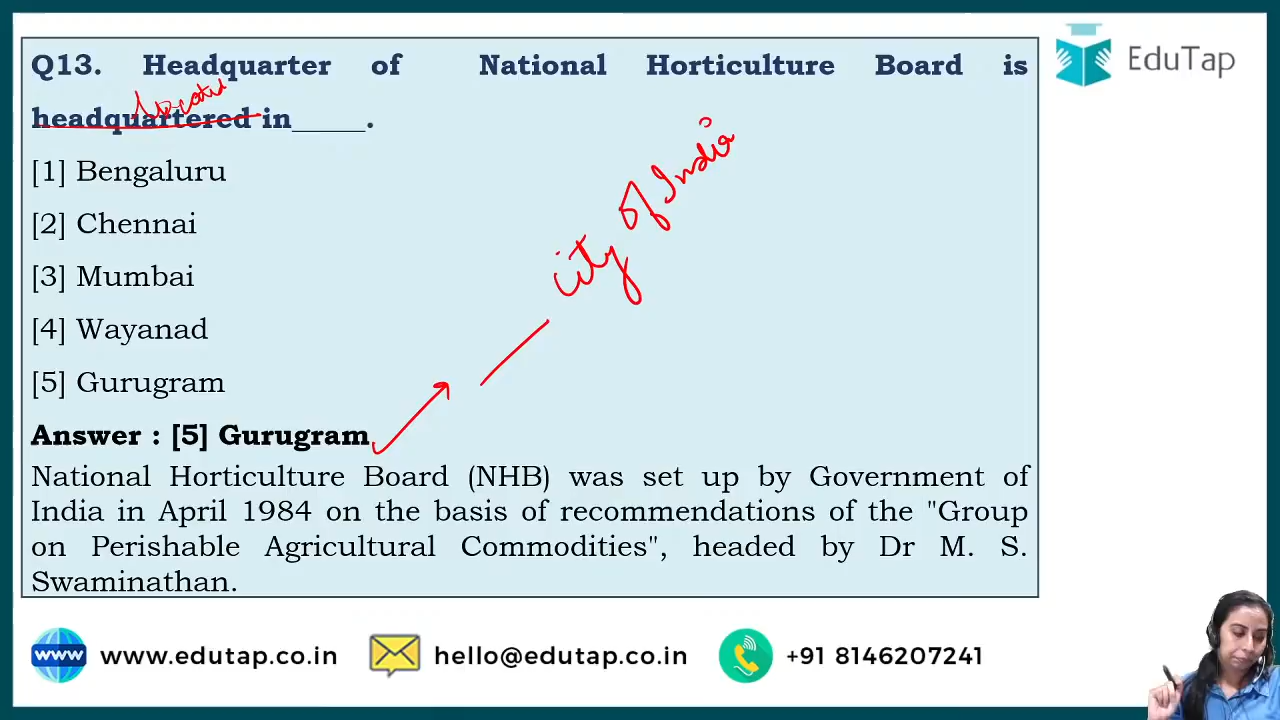 Q13. Headquarter of National Horticulture Board is
located
headquartered in_____.
[1] Bengaluru
[2] Chennai
[3] Mumbai
[4] Wayanad
[5] Gurugram
city of India
Answer : [5] Gurugram
National Horticulture Board (NHB) was set up by Government of
India in April 1984 on the basis of recommendations of the "Group
on Perishable Agricultural Commodities", headed by Dr M. S.
Swaminathan.
EduTap
www
www.edutap.co.in
hello@edutap.co.in
+91 8146207241